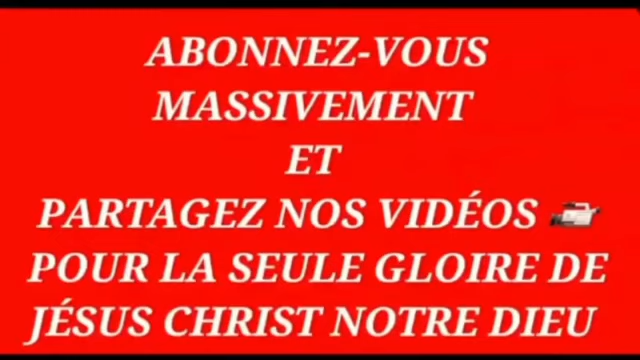 ABONNEZ-VOUS
MASSIVEMENT
ET
PARTAGEZ NOS VIDÉOS
POUR LA SEULE GLOIRE DE
JÉSUS CHRIST NOTRE DIEU